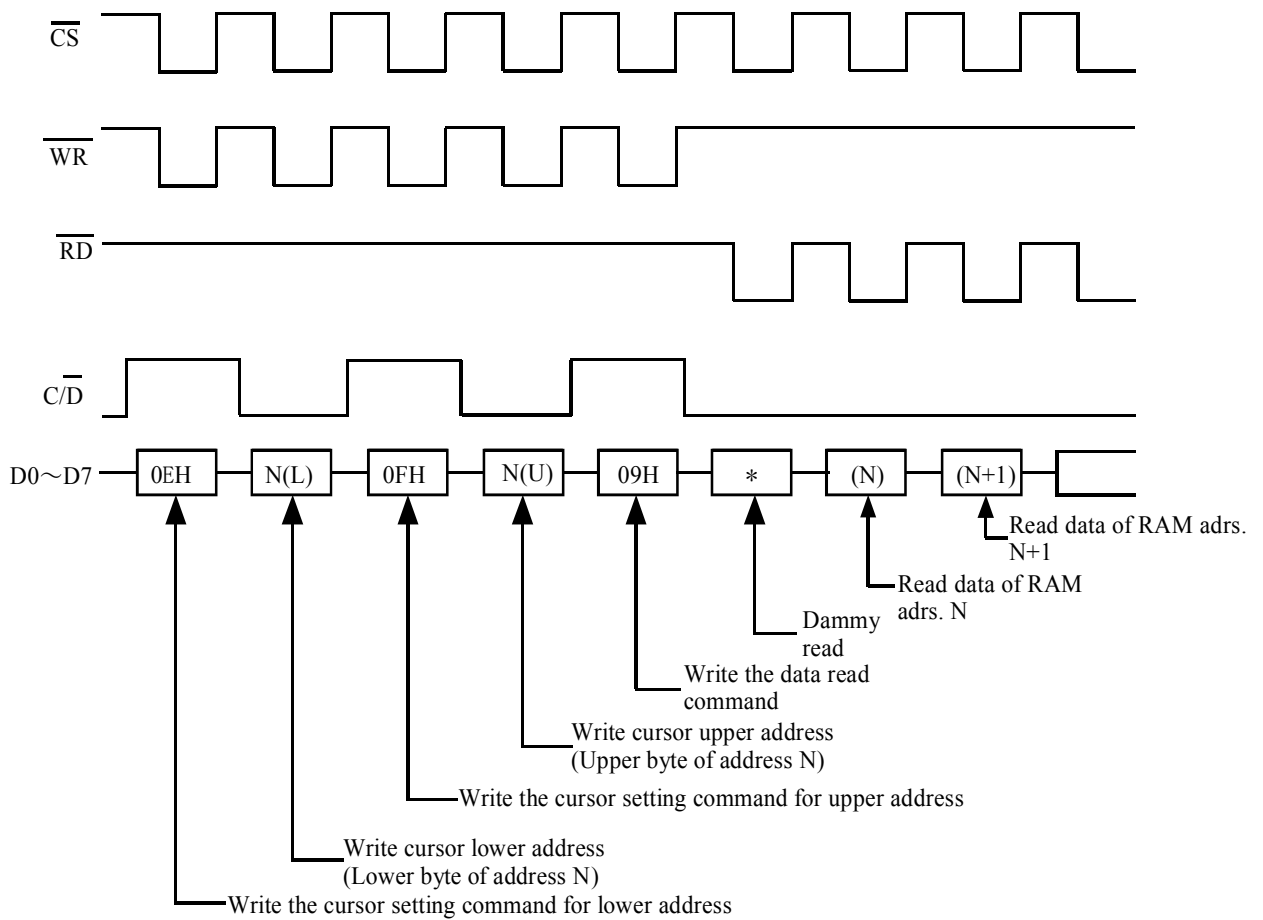 CS
WR
RD
C/D
D0～D7 0EH N(L) 0FH N(U) 09H * (N) (N+1)
Read data of RAM adrs.
N+1
Read data of RAM
adrs. N
Dammy
read
Write the data read
command
Write cursor upper address
(Upper byte of address N)
Write the cursor setting command for upper address
Write cursor lower address
(Lower byte of address N)
Write the cursor setting command for lower address